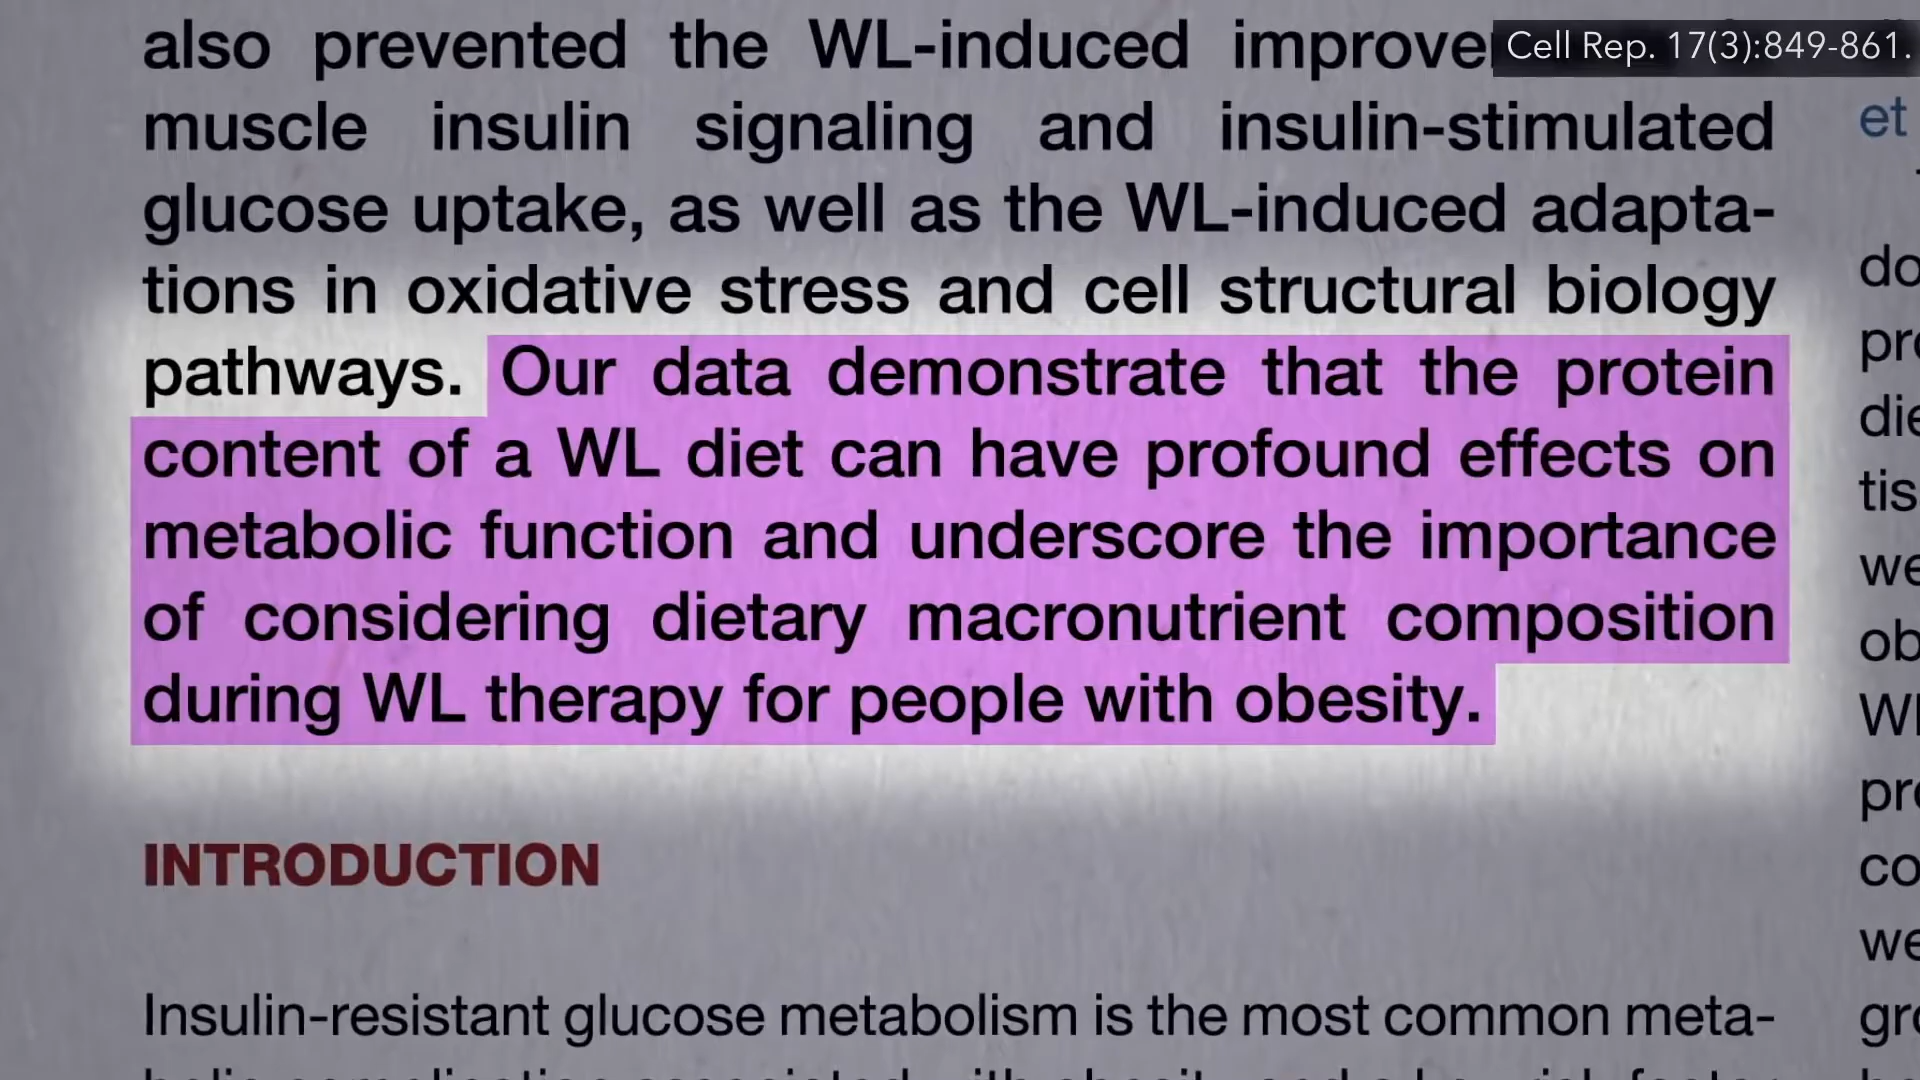 also prevented the WL-induced
Cell Rep. 17(3):849-861.
muscle insulin signaling and insulin-stimulated
glucose uptake, as well as the WL-induced adapta-
tions in oxidative stress and cell structural biology
pathways. Our data demonstrate that the protein
content of a WL diet can have profound effects on
metabolic function and underscore the importance
of considering dietary macronutrient composition
during WL therapy for people with obesity.
INTRODUCTION
Insulin-resistant glucose metabolism is the most common meta-
et